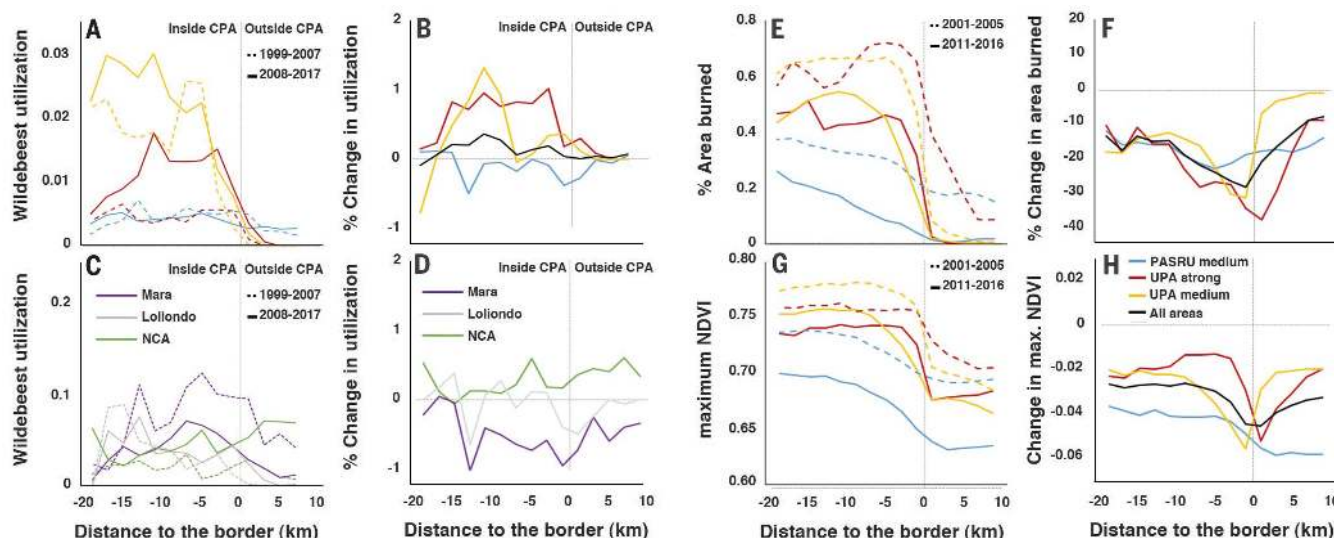 A
Inside CPA
Outside CPA
1999-2007
2008-2017
Wildebeest utilization
0.03
0.02
0.01
0
B
Inside CPA
Outside CPA
% Change in utilization
2
1
0
-1
C
Inside CPA
Outside CPA
Mara
Loliondo
NCA
1999-2007
2008-2017
Wildebeest utilization
0.2
0.1
0
-20
-15
-10
-5
0
5
10
Distance to the border (km)
D
Inside CPA
Outside CPA
Mara
Loliondo
NCA
% Change in utilization
2
1
0
-1
-20
-15
-10
-5
0
5
10
Distance to the border (km)
E
2001-2005
2011-2016
% Area burned
0.8
0.6
0.4
0.2
0
F
% Change in area burned
20
10
0
-10
-20
-30
-40
G
2001-2005
2011-2016
maximum NDVI
0.80
0.75
0.70
0.65
0.60
-20
-15
-10
-5
0
5
10
Distance to the border (km)
H
PASRU medium
UPA strong
UPA medium
All areas
Change in max. NDVI
0.02
0
-0.02
-0.04
-0.06
-20
-15
-10
-5
0
5
10
Distance to the border (km)